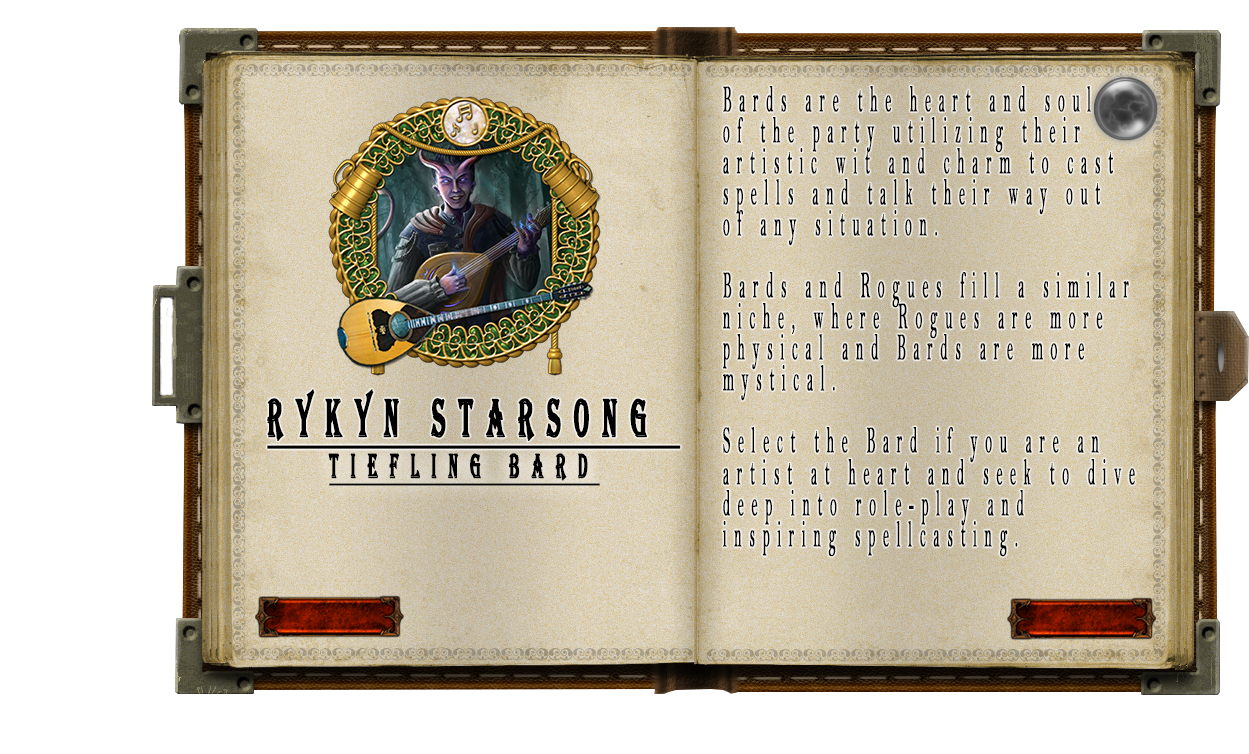 RYKYN STARSONG
TIEFLING BARD
Bards are the heart and soul
of the party utilizing their
artistic wit and charm to cast
spells and talk their way out
of any situation.
Bards and Rogues fill a similar
niche, where Rogues are more
physical and Bards are more
mystical.
Select the Bard if you are an
artist at heart and seek to dive
deep into role-play and
inspiring spellcasting.